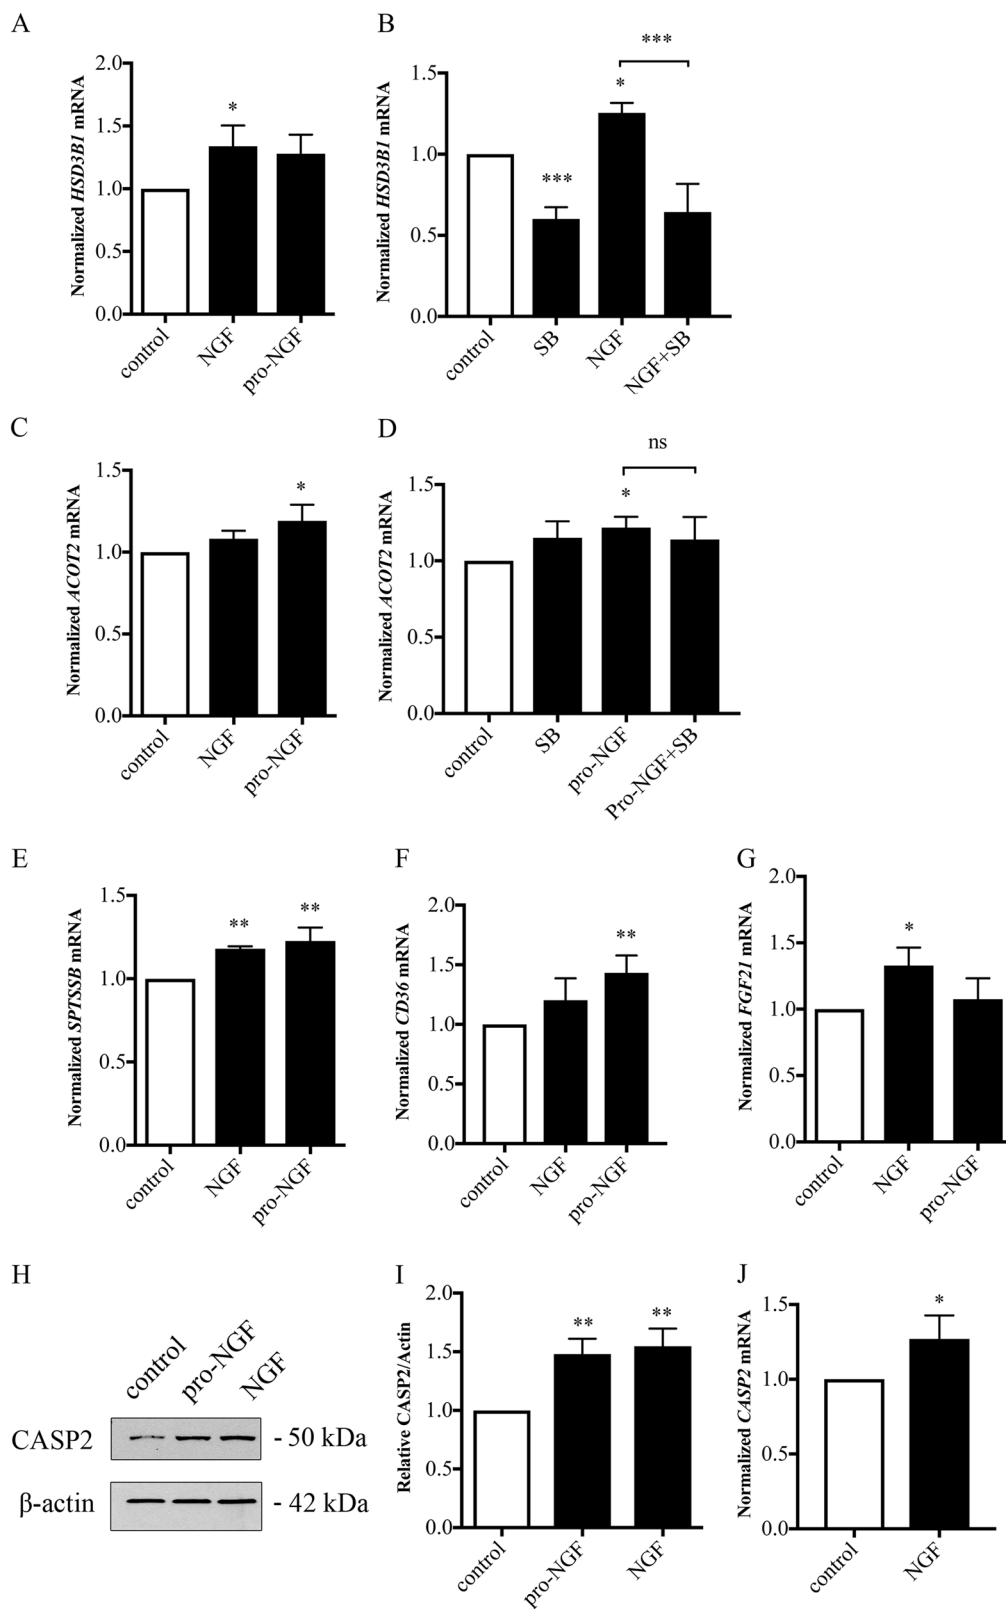 A
Normalized HSD3B1 mRNA
2.0
1.5
1.0
0.5
0.0
*
control
NGF
pro-NGF
B
Normalized HSD3B1 mRNA
1.5
1.0
0.5
0.0
***
*
***
control
SB
NGF
NGF+SB
C
Normalized ACOT2 mRNA
1.5
1.0
0.5
0.0
*
control
NGF
pro-NGF
D
Normalized ACOT2 mRNA
1.5
1.0
0.5
0.0
ns
*
control
SB
pro-NGF
Pro-NGF+SB
E
Normalized SPTSSB mRNA
1.5
1.0
0.5
0.0
**
**
control
NGF
pro-NGF
F
Normalized CD36 mRNA
2.0
1.5
1.0
0.5
0.0
**
control
NGF
pro-NGF
G
Normalized FGF21 mRNA
2.0
1.5
1.0
0.5
0.0
*
control
NGF
pro-NGF
H
control
pro-NGF
NGF
CASP2
- 50 kDa
β-actin
- 42 kDa
I
Relative CASP2/Actin
2.0
1.5
1.0
0.5
0.0
**
**
control
pro-NGF
NGF
J
Normalized CASP2 mRNA
1.5
1.0
0.5
0.0
*
control
NGF